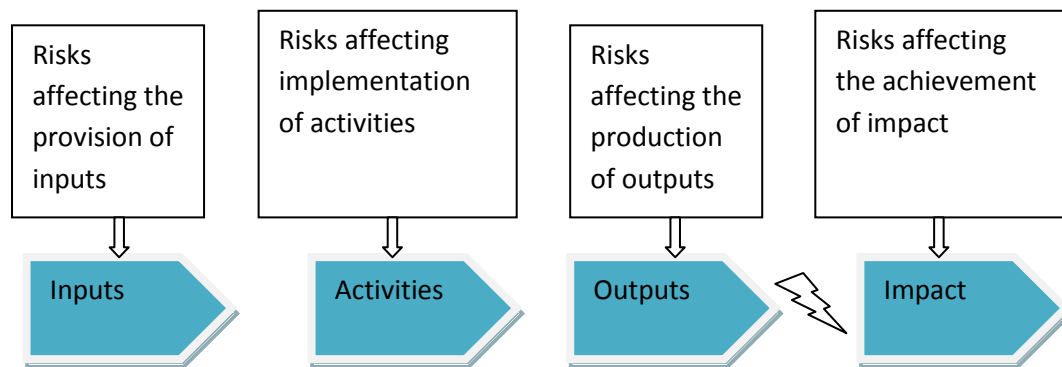 Risks
affecting the
provision of
inputs
Risks affecting
implementation
of activities
Risks
affecting the
production
of outputs
Risks affecting
the achievement
of impact
Inputs
Activities
Outputs
Impact